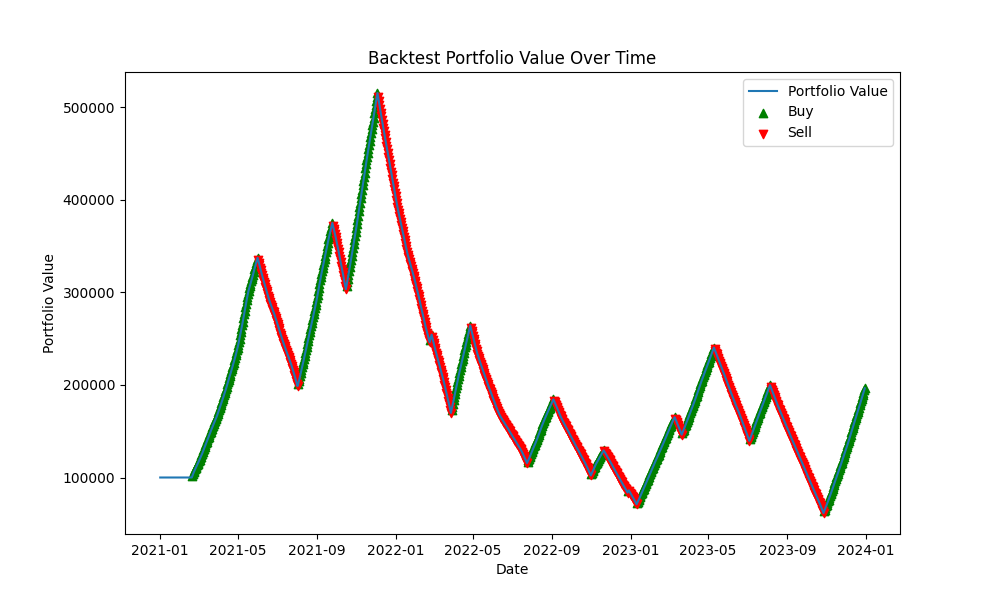 Backtest Portfolio Value Over Time
Portfolio Value
Buy
Sell
500000
400000
300000
200000
100000
Portfolio Value
2021-01
2021-05
2021-09
2022-01
2022-05
2022-09
2023-01
2023-05
2023-09
2024-01
Date